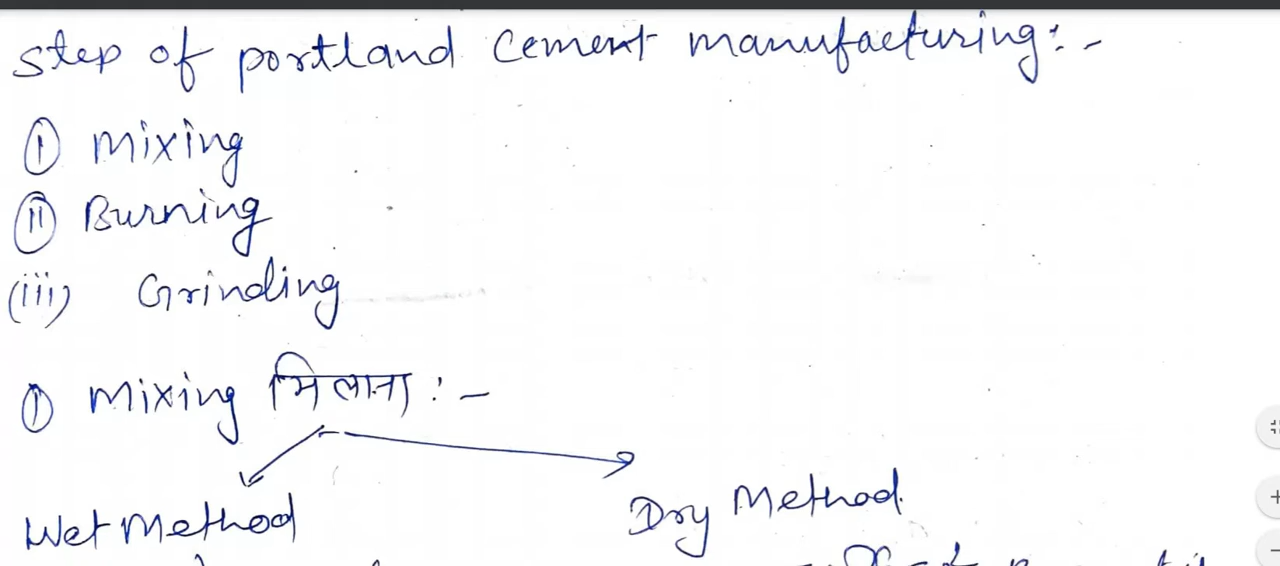 step of portland cement manufacturing:-
(i) mixing
(ii) Burning
(iii) Grinding
(i) mixing मिलाना :-
Wet Method
Dry Method